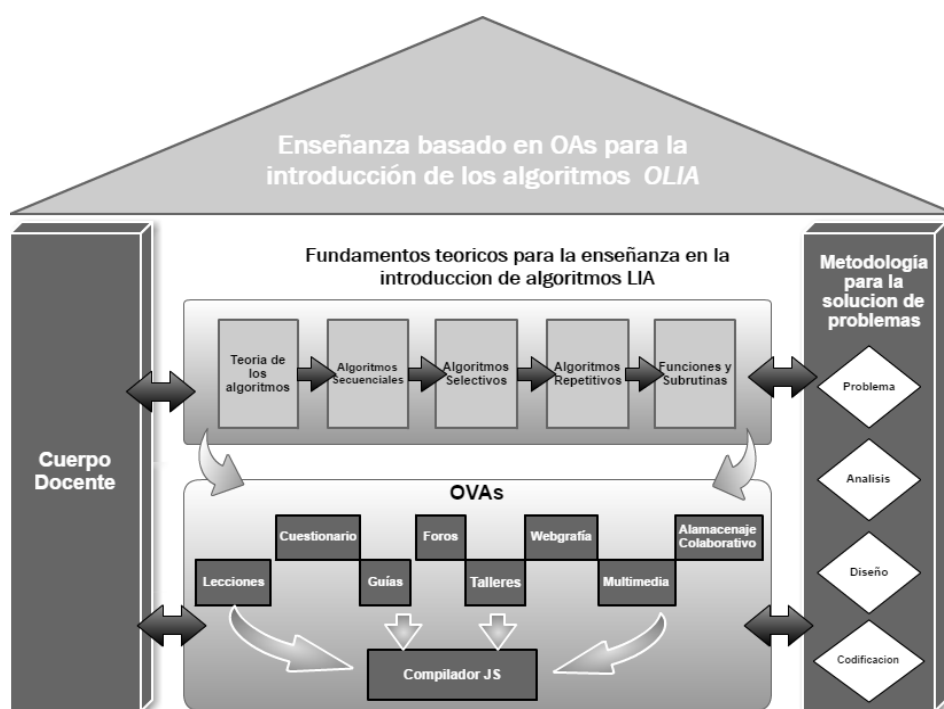 Enseñanza basado en OAs para la
introducción de los algoritmos OLIA
Cuerpo
Docente
Fundamentos teoricos para la enseñanza en la
introduccion de algoritmos LIA
Teoria de
los
algoritmos
Algoritmos
Secuenciales
Algoritmos
Selectivos
Algoritmos
Repetitivos
Funciones y
Subrutinas
OVAs
Cuestionario
Foros
Webgrafía
Alamacenaje
Colaborativo
Lecciones
Guías
Talleres
Multimedia
Compilador JS
Metodología
para la
solucion de
problemas
Problema
Analisis
Diseño
Codificacion